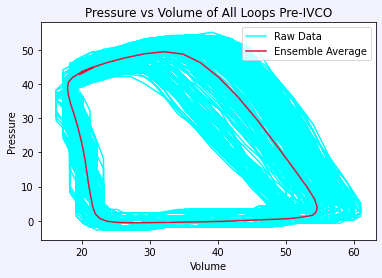 Pressure vs Volume of All Loops Pre-IVCO
Raw Data
Ensemble Average
Pressure
50
40
30
20
10
0
20
30
40
50
60
Volume